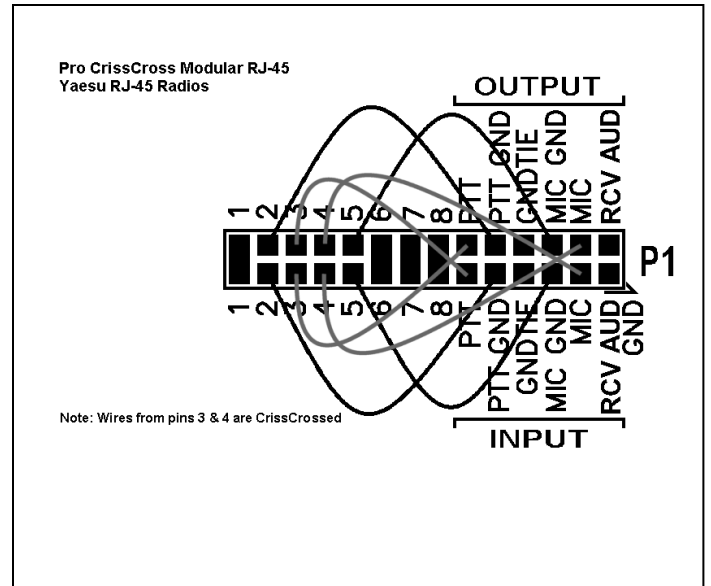 Pro CrissCross Modular RJ-45
Yaesu RJ-45 Radios
OUTPUT
1 2 3 4 5 6 7 8 PTT PTT GND GNDTIE MIC GND MIC RCV AUD
P1
1 2 3 4 5 6 7 8 PTT PTT GND GNDTIE MIC GND MIC RCV AUD GND
Note: Wires from pins 3 & 4 are CrissCrossed
INPUT